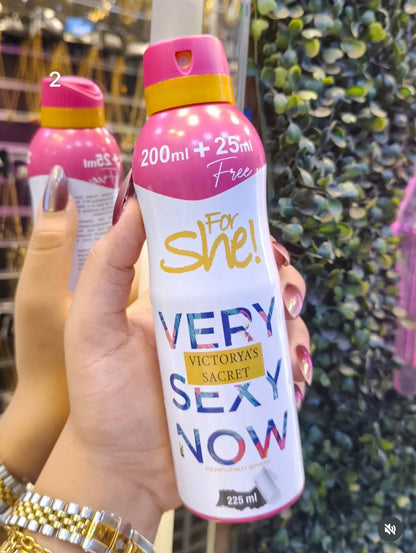 2
200ml + 25ml
Free
+25ml
For
She!
VERY
VICTORYA'S
SACRET
SEXY
NOW
PERFUMED SPRAY
225 ml